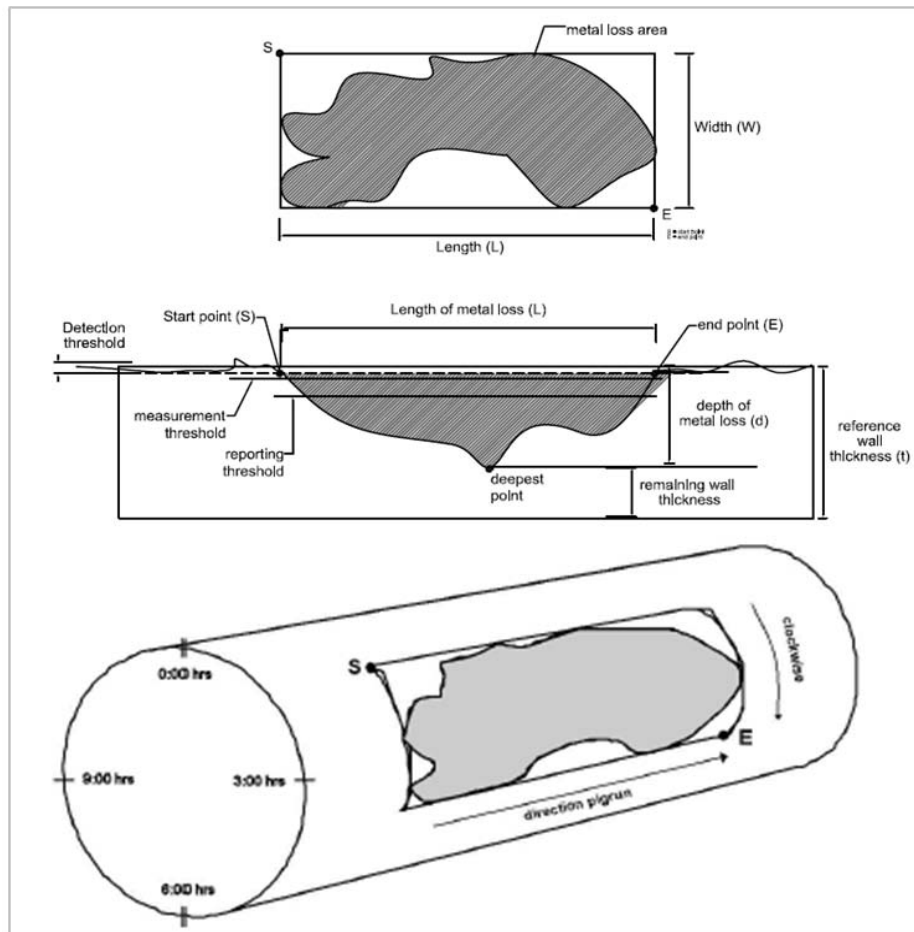 metal loss area
S
Width (W)
E
Length (L)
Length of metal loss (L)
Start point (S)
end point (E)
Detection
threshold
measurement
threshold
reporting
threshold
depth of
metal loss (d)
reference
wall
thickness (t)
deepest
point
remaining wall
thickness
0:00 hrs
S
clockwise
E
9:00 hrs
3:00 hrs
direction pigrun
6:00 hrs